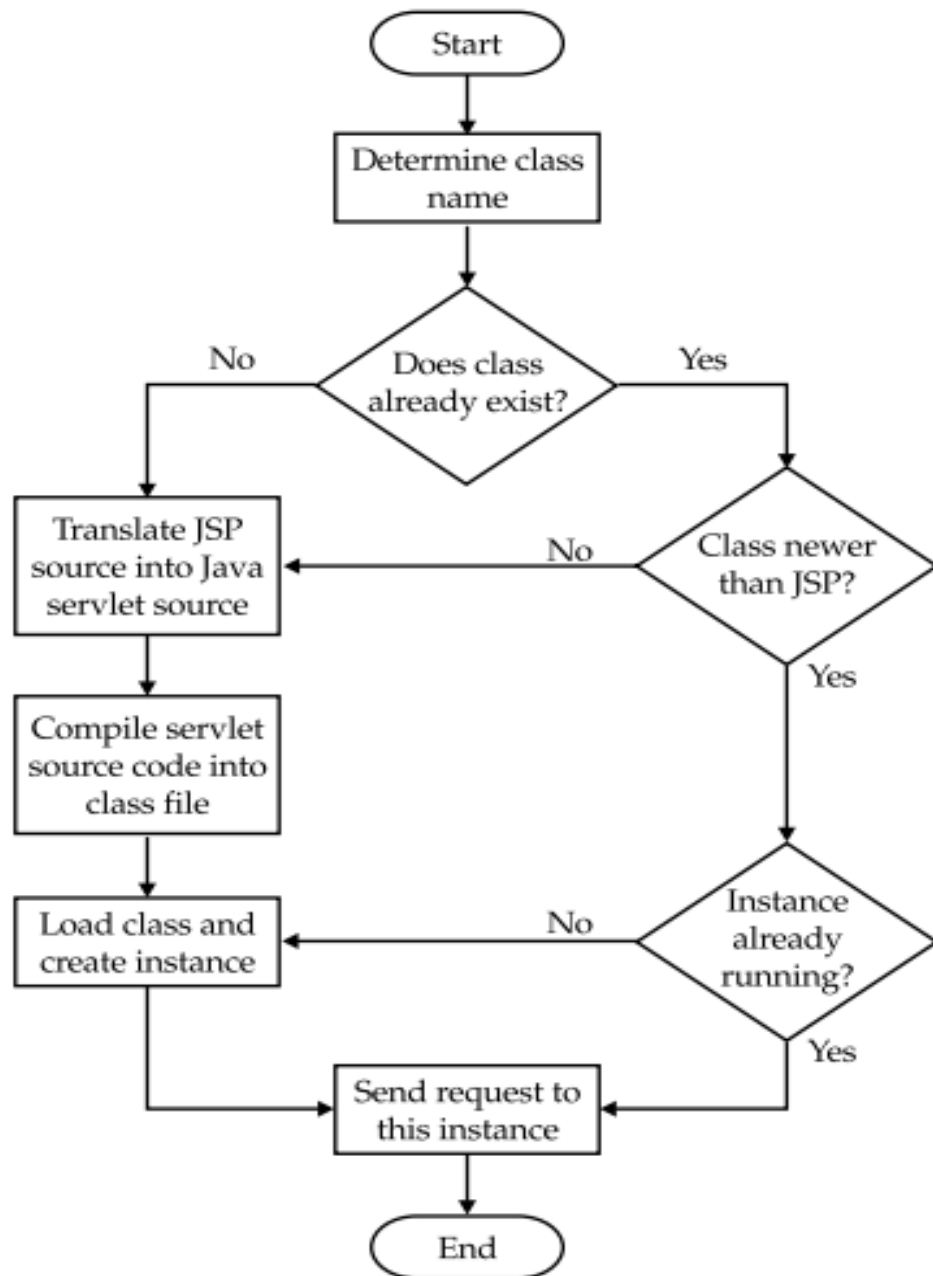 Start
Determine class
name
Does class
already exist?
No
Yes
Translate JSP
source into Java
servlet source
No
Class newer
than JSP?
Yes
Compile servlet
source code into
class file
Load class and
create instance
No
Instance
already
running?
Yes
Send request to
this instance
End